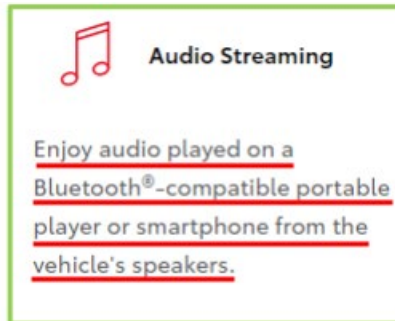 Audio Streaming
Enjoy audio played on a
Bluetooth®-compatible portable
player or smartphone from the
vehicle's speakers.